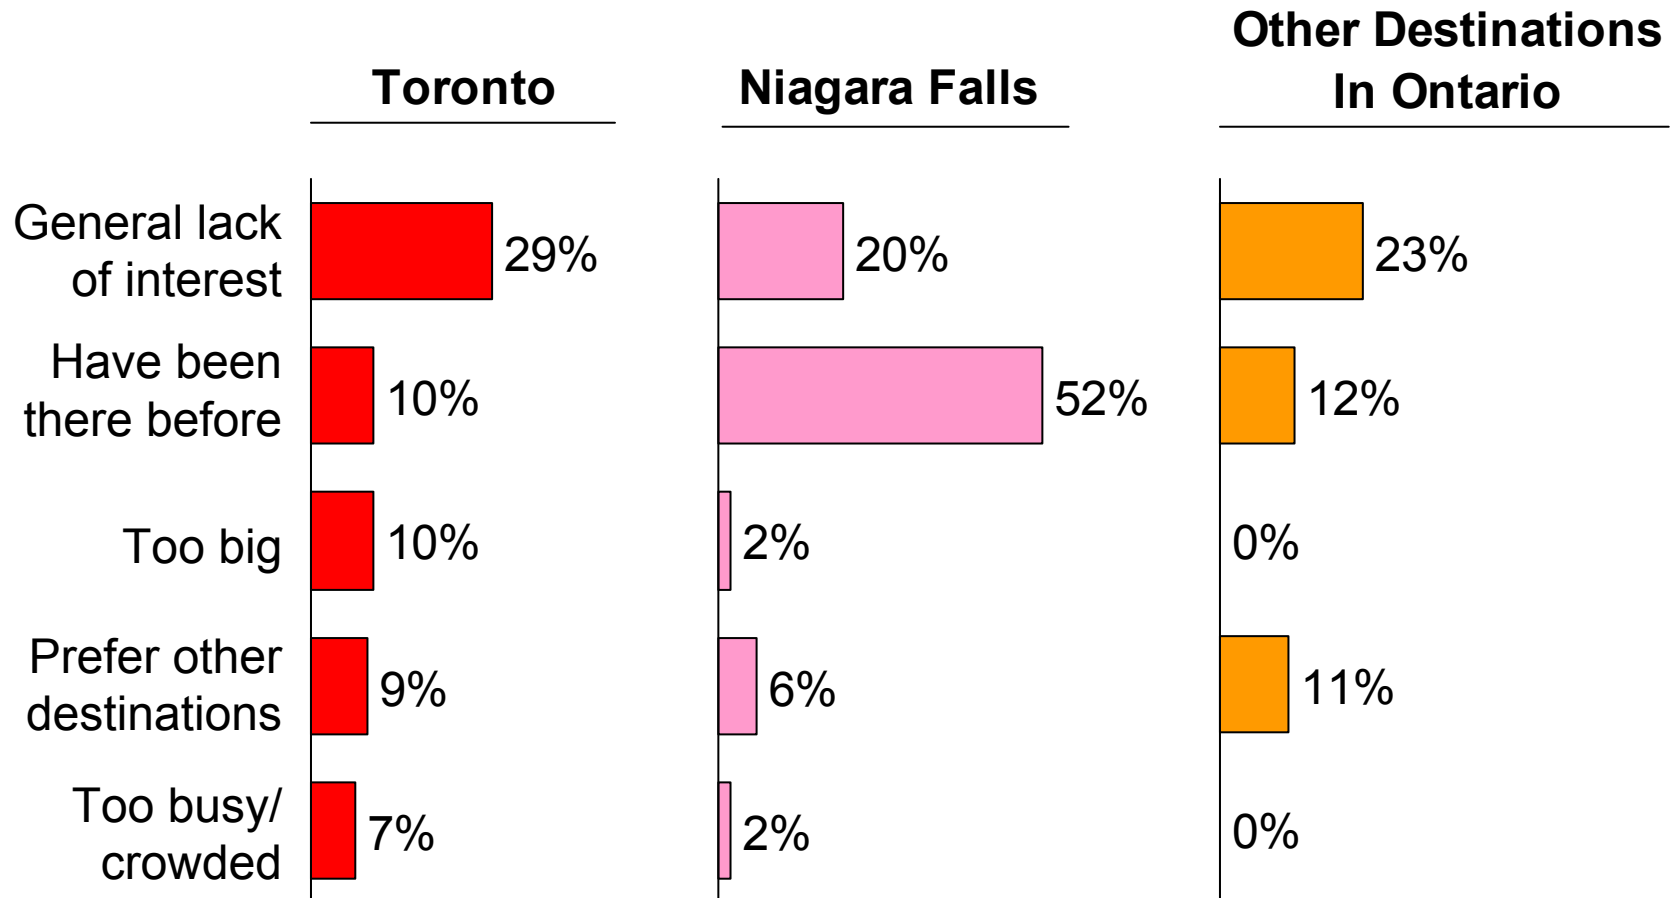 Other Destinations
Toronto Niagara Falls In Ontario
General lack
of interest
29% 20% 23%
Have been
there before
10% 52% 12%
Too big 10% 2% 0%
Prefer other
destinations
9% 6% 11%
Too busy/
crowded
7% 2% 0%